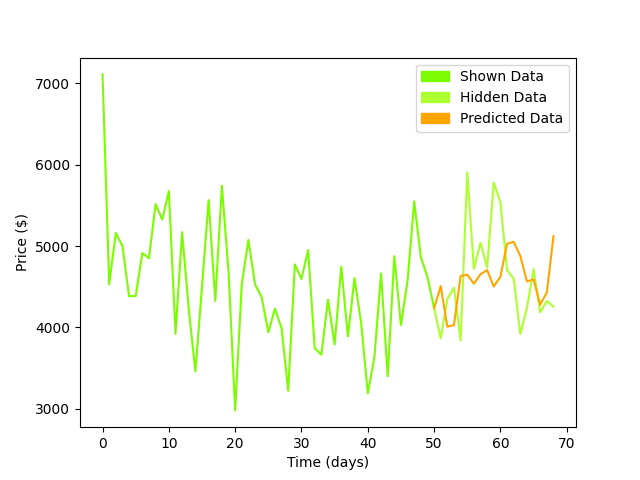 Shown Data
Hidden Data
Predicted Data
7000
6000
5000
4000
3000
Price ($)
0 10 20 30 40 50 60 70
Time (days)